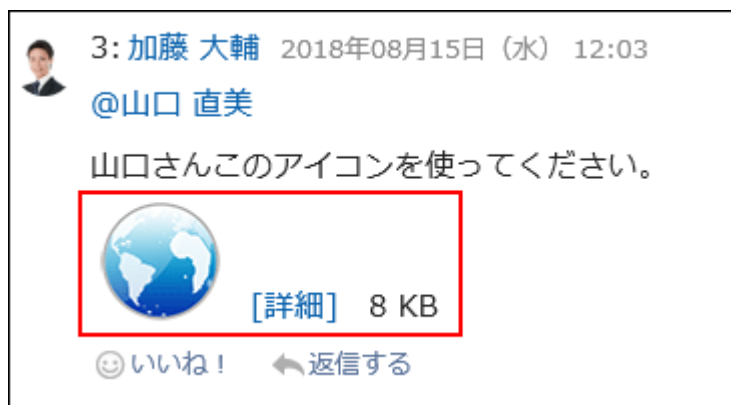 3: 加藤 大輔 2018年08月15日（水） 12:03
@山口 直美
山口さんこのアイコンを使ってください。
[詳細] 8 KB
いいね！ 返信する